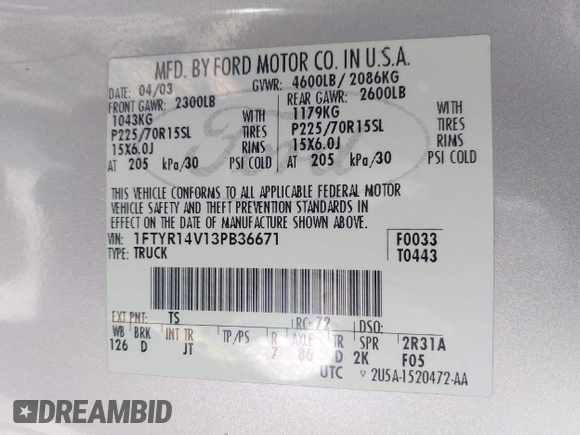 MFD. BY FORD MOTOR CO. IN U.S.A.
DATE: 04/03 GVWR: 4600LB/ 2086KG
FRONT GAWR: 2300LB REAR GAWR: 2600LB
1043KG WITH 1179KG WITH
P225/70R15SL TIRES P225/70R15SL TIRES
15X6.0J RIMS 15X6.0J RIMS
AT 205 kPa/30 PSI COLD AT 205 kPa/30 PSI COLD
THIS VEHICLE CONFORMS TO ALL APPLICABLE FEDERAL MOTOR
VEHICLE SAFETY AND THEFT PREVENTION STANDARDS IN
EFFECT ON THE DATE OF MANUFACTURE SHOWN ABOVE.
VIN: 1FTYR14V13PB36671 F0033
TYPE: TRUCK T0443
EXT PNT: TS RC: 72 DSO:
WB BRK INT TR TP/PS R AXLE TR SPR 2R31A
126 D JT 7 86 D 2K F05
UTC 2U5A-1520472-AA
Ford
DREAMBID